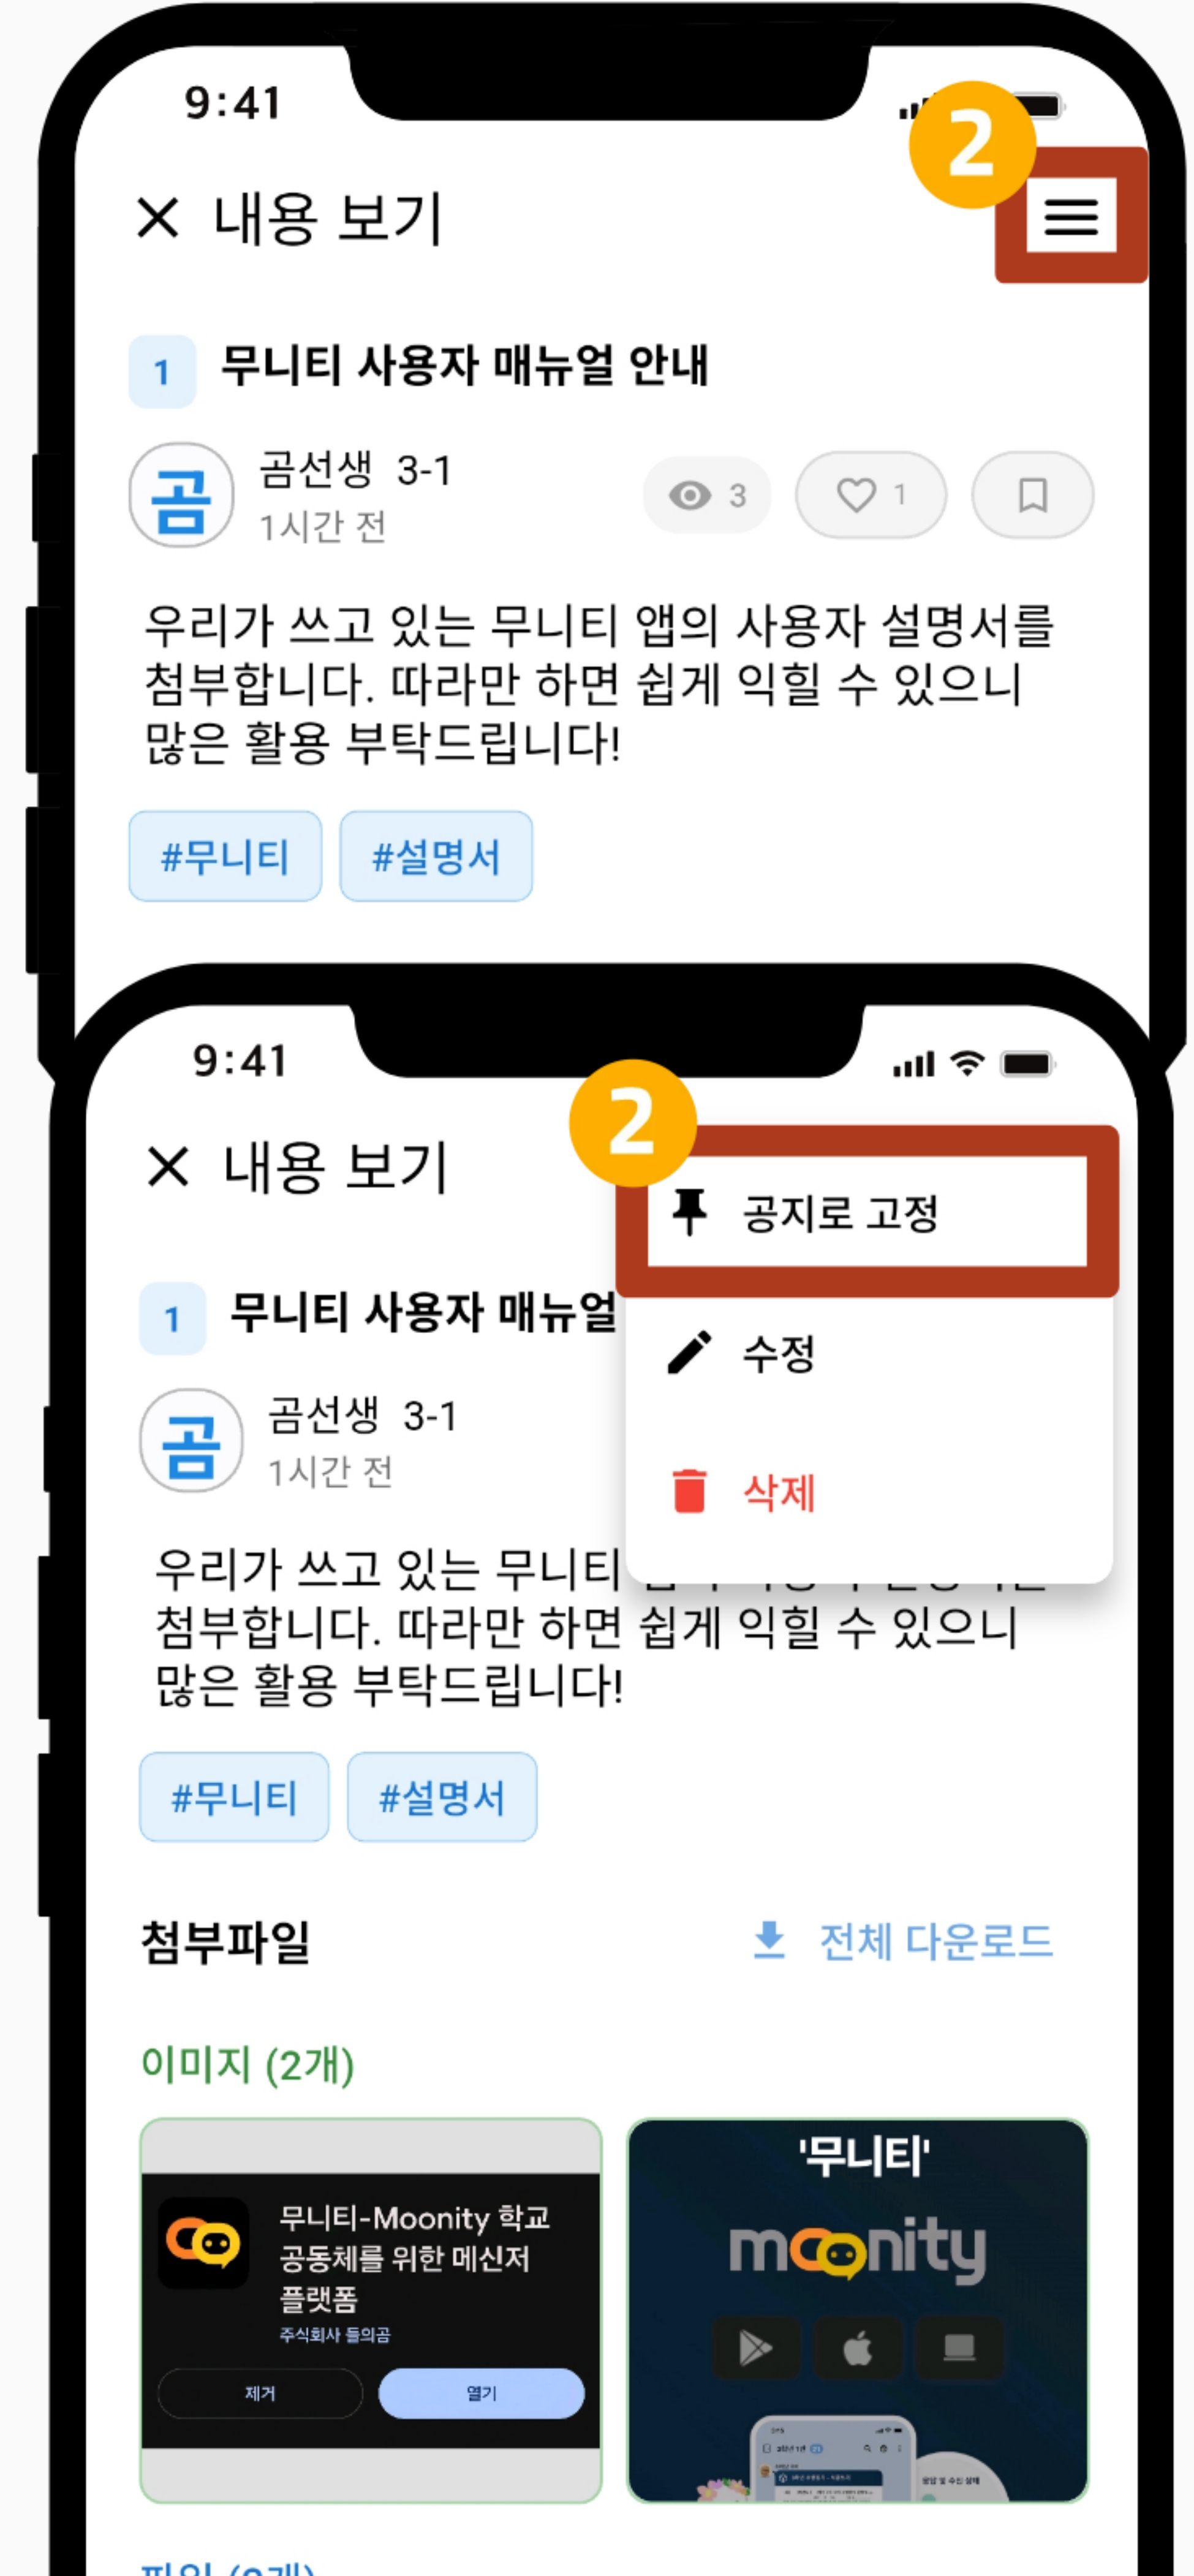 9:41
2
× 내용 보기
1 무니티 사용자 매뉴얼 안내
곰 곰선생 3-1
1시간 전
3
1
우리가 쓰고 있는 무니티 앱의 사용자 설명서를
첨부합니다. 따라만 하면 쉽게 익힐 수 있으니
많은 활용 부탁드립니다!
#무니티 #설명서
9:41
2
× 내용 보기
공지로 고정
수정
삭제
1 무니티 사용자 매뉴얼
곰 곰선생 3-1
1시간 전
우리가 쓰고 있는 무니티
첨부합니다. 따라만 하면 쉽게 익힐 수 있으니
많은 활용 부탁드립니다!
#무니티 #설명서
첨부파일 전체 다운로드
이미지 (2개)
무니티-Moonity 학교
공동체를 위한 메신저
플랫폼
주식회사 들의곰
제거 열기
'무니티'
moonity